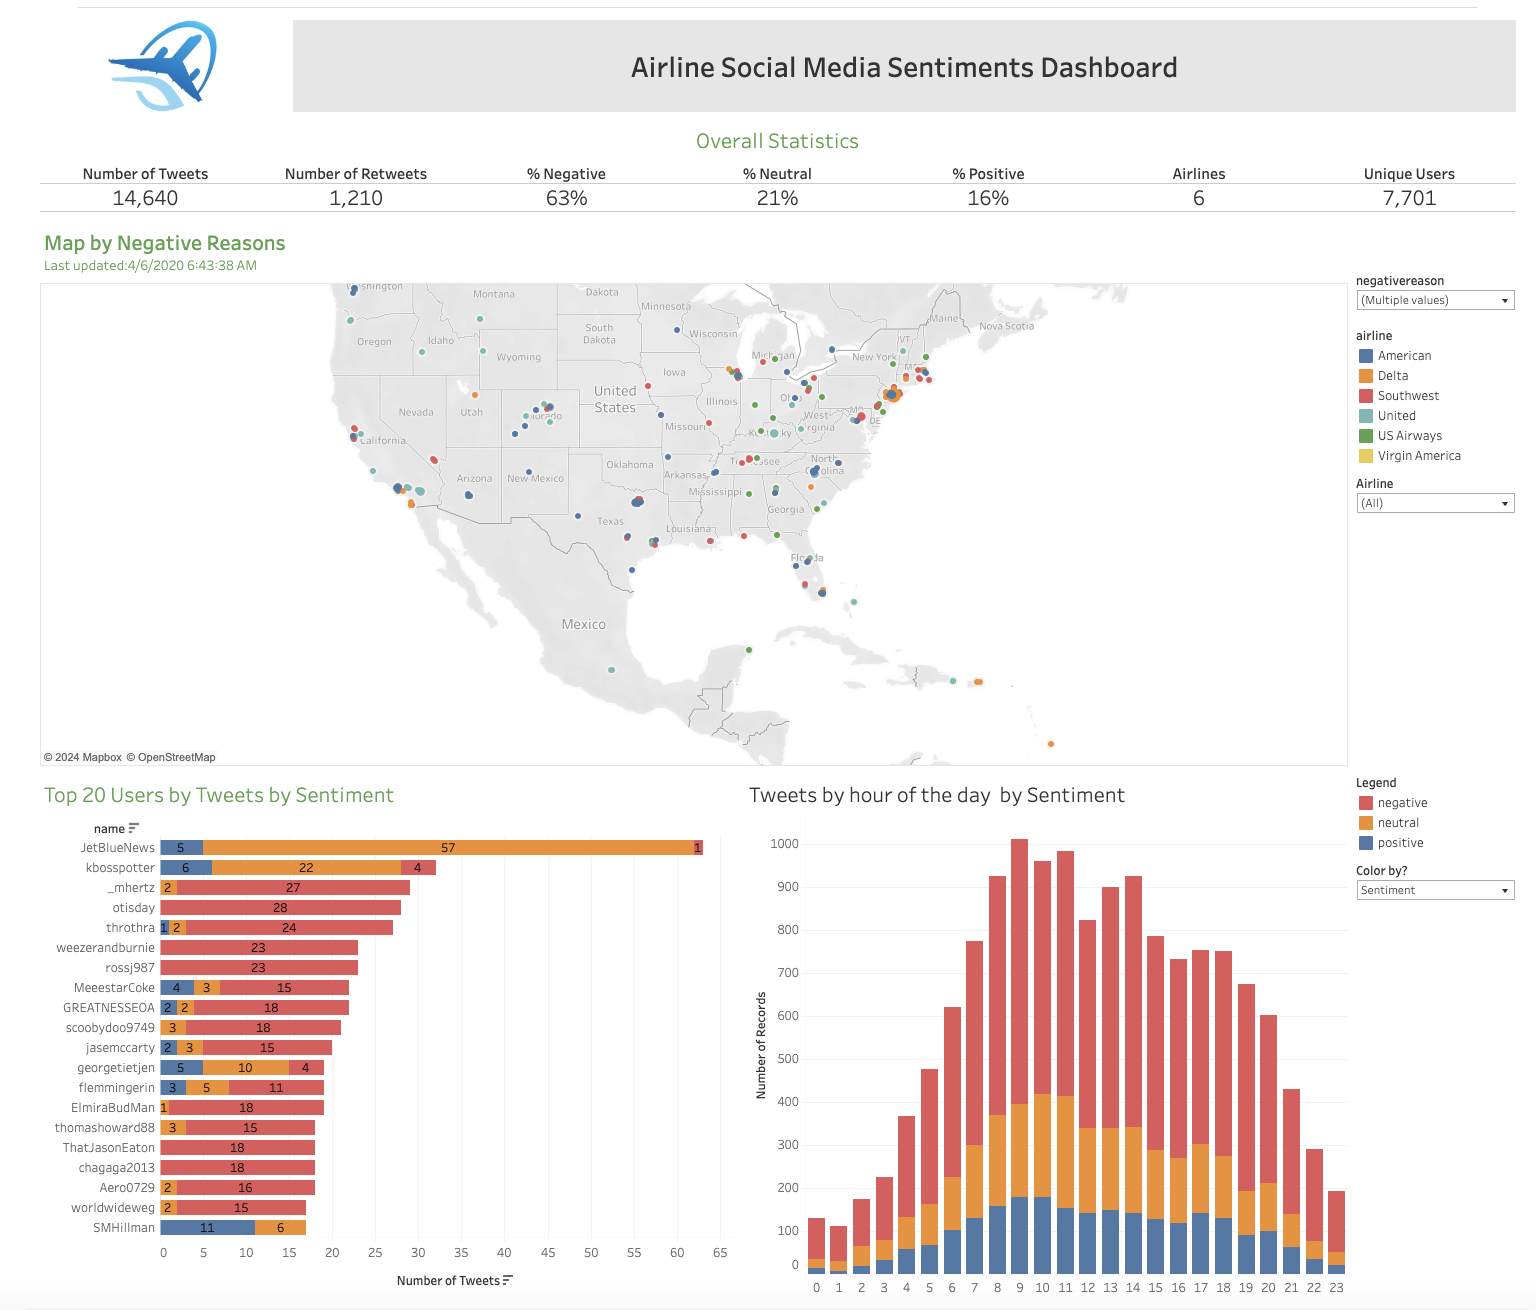 Airline Social Media Sentiments Dashboard
Overall Statistics
Number of Tweets Number of Retweets % Negative % Neutral % Positive Airlines Unique Users
14,640 1,210 63% 21% 16% 6 7,701
Map by Negative Reasons
Last updated:4/6/2020 6:43:38 AM
Montana
Dakota
Minnesota
Maine
Nova Scotia
Oregon
Idaho
South
Dakota
Wisconsin
VT
Wyoming
New York
Iowa
United
States
Nevada
Utah
Illinois
West
California
Missouri
DE
Oklahoma
North
Arizona
New Mexico
Arkansas
Mississippi
Georgia
Texas
Louisiana
Mexico
© 2024 Mapbox © OpenStreetMap
negativereason
(Multiple values)
airline
American
Delta
Southwest
United
US Airways
Virgin America
Airline
(All)
Top 20 Users by Tweets by Sentiment
name
JetBlueNews 5 57 1
kbosspotter 6 22 4
_mhertz 2 27
otisday 28
throthra 1 2 24
weezerandburnie 23
rossj987 23
MeeestarCoke 4 3 15
GREATNESSEOA 2 2 18
scoobydoo9749 3 18
jasemccarty 2 3 15
georgetietjen 5 10 4
flemmingerin 3 5 11
ElmiraBudMan 1 18
thomashoward88 3 15
ThatJasonEaton 18
chagaga2013 18
Aero0729 2 16
worldwideweg 2 15
SMHillman 11 6
0 5 10 15 20 25 30 35 40 45 50 55 60 65
Number of Tweets
Tweets by hour of the day by Sentiment
Number of Records
1000
900
800
700
600
500
400
300
200
100
0
0 1 2 3 4 5 6 7 8 9 10 11 12 13 14 15 16 17 18 19 20 21 22 23
Legend
negative
neutral
positive
Color by?
Sentiment